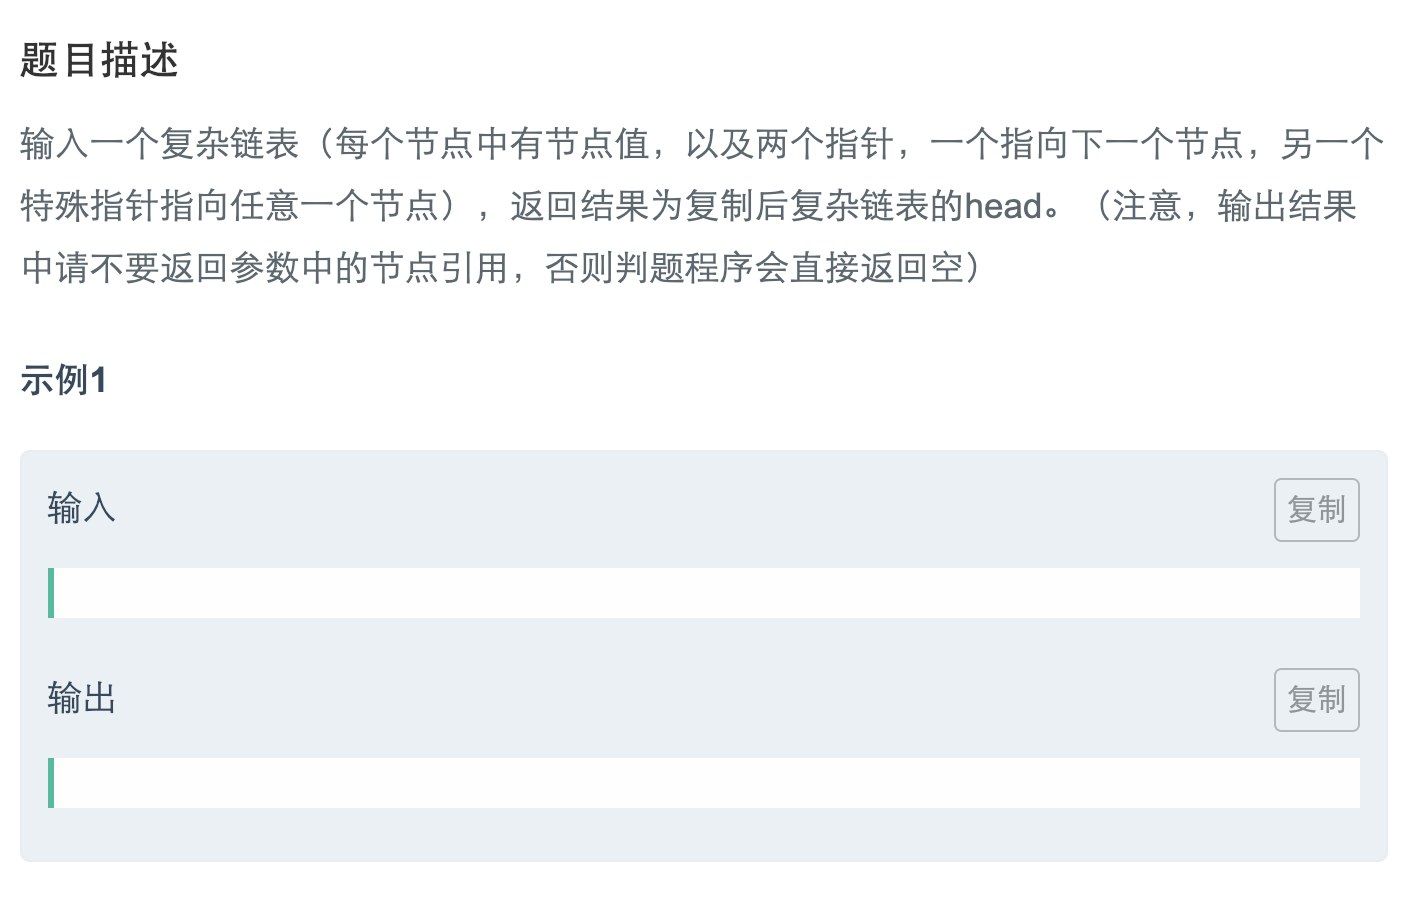 题目描述
输入一个复杂链表（每个节点中有节点值，以及两个指针，一个指向下一个节点，另一个
特殊指针指向任意一个节点），返回结果为复制后复杂链表的head。（注意，输出结果
中请不要返回参数中的节点引用，否则判题程序会直接返回空）
示例1
输入
复制
输出
复制